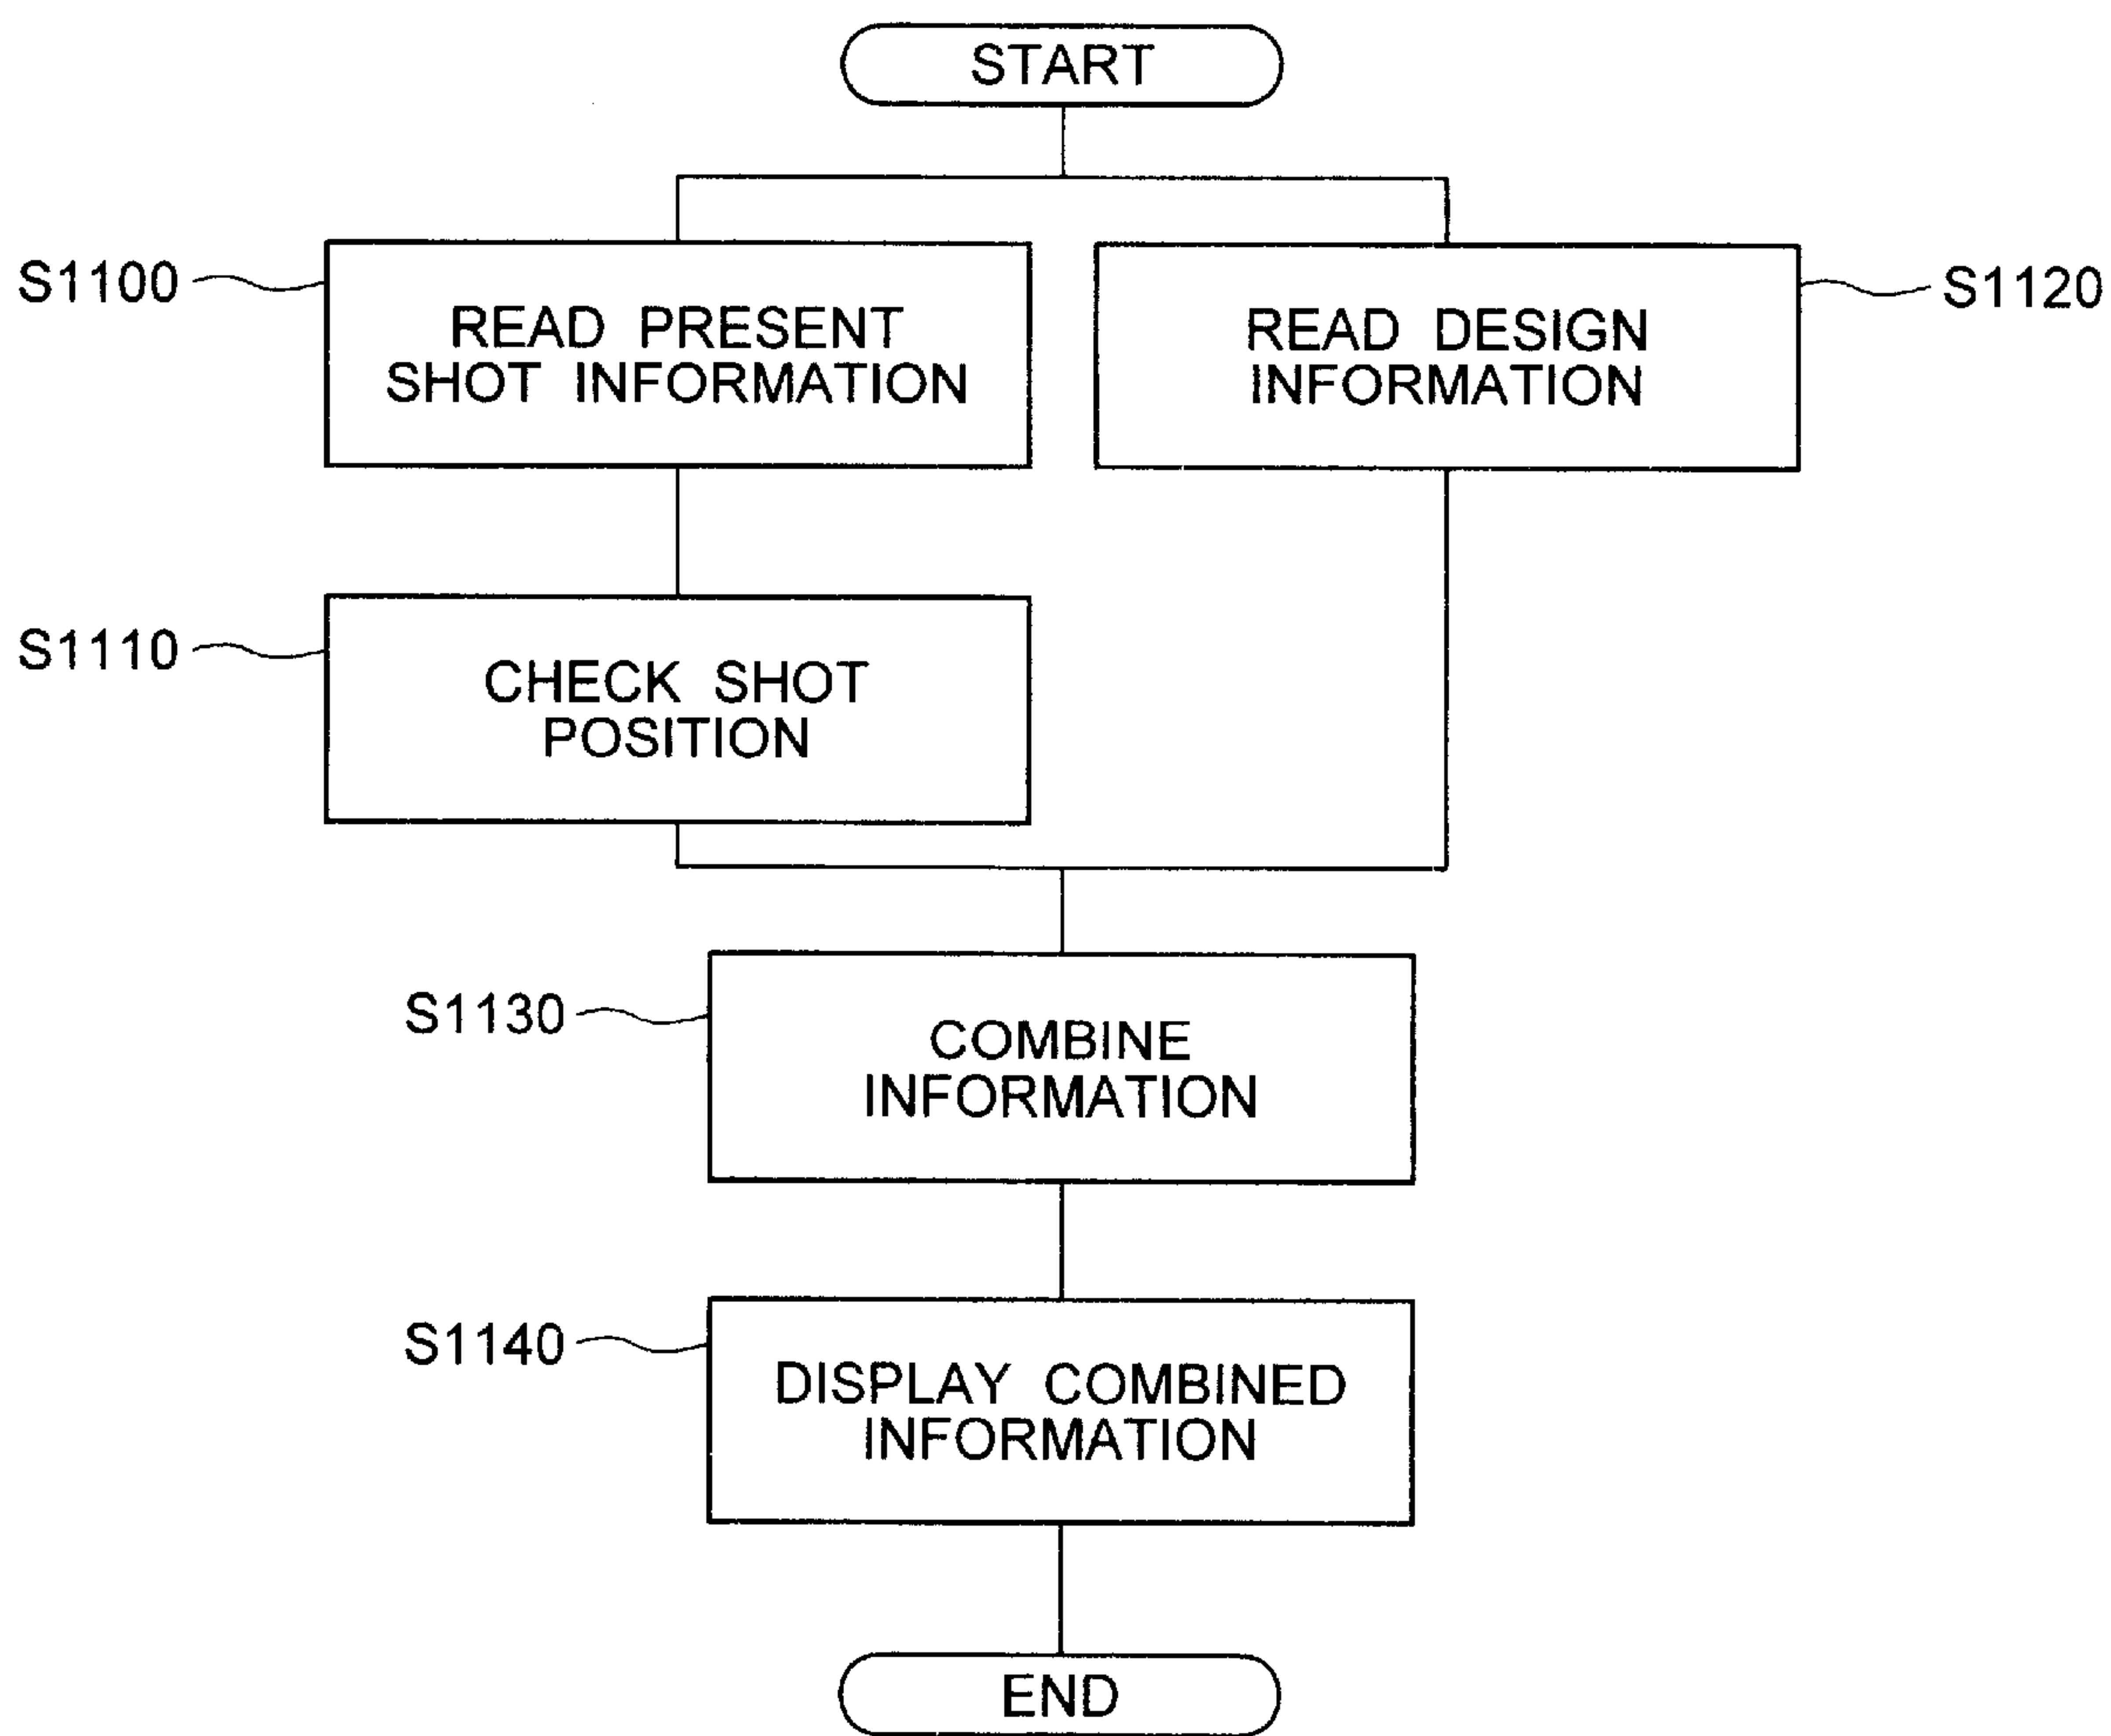 START
S1100
READ PRESENT
SHOT INFORMATION
READ DESIGN
INFORMATION
S1120
S1110
CHECK SHOT
POSITION
S1130
COMBINE
INFORMATION
S1140
DISPLAY COMBINED
INFORMATION
END